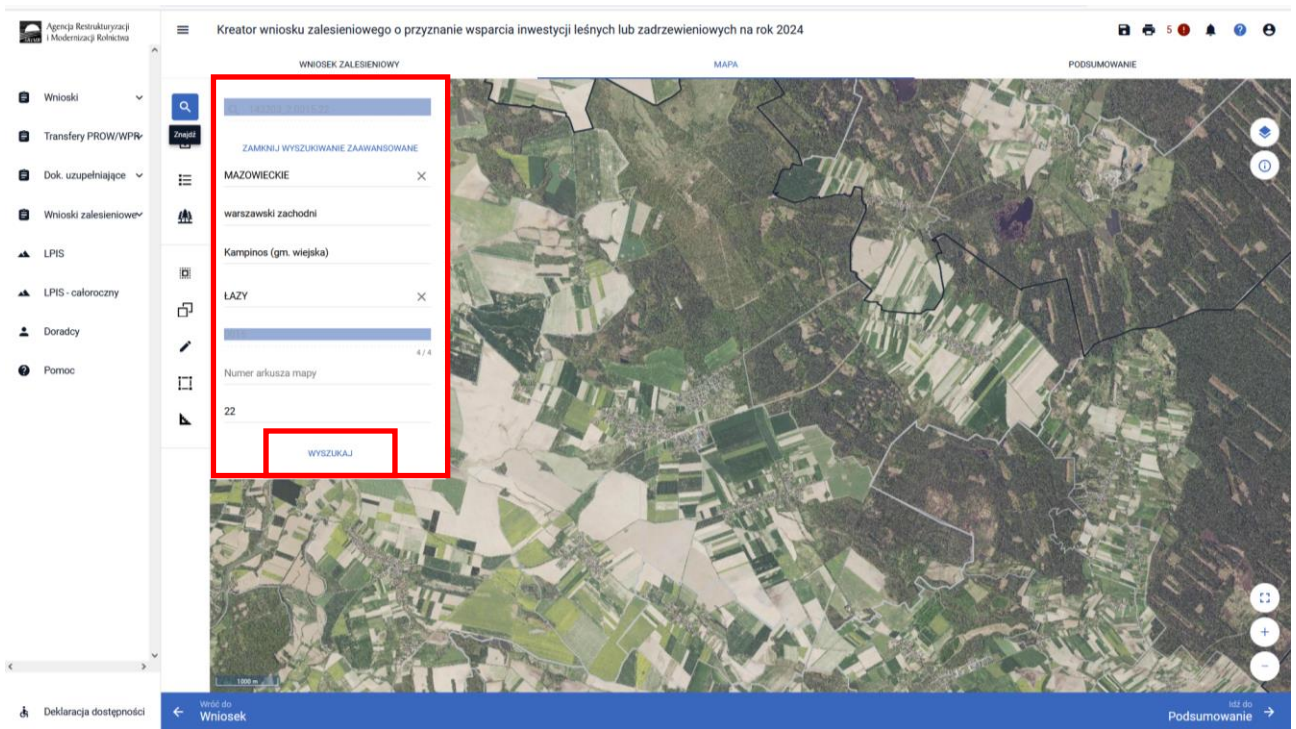 Agencja Restrukturyzacji
i Modernizacji Rolnictwa
Kreator wniosku zalesieniowego o przyznanie wsparcia inwestycji leśnych lub zadrzewieniowych na rok 2024
5
WNIOSEK ZALESIENIOWY
MAPA
PODSUMOWANIE
Wnioski
Transfery PROW/WPR
Dok. uzupełniające
Wnioski zalesieniowe
LPIS
LPIS - całoroczny
Doradcy
Pomoc
Deklaracja dostępności
Znajdź
ZAMKNIJ WYSZUKIWANIE ZAAWANSOWANE
MAZOWIECKIE
warszawski zachodni
Kampinos (gm. wiejska)
ŁAZY
4 / 4
Numer arkusza mapy
22
WYSZUKAJ
1000 m
Wróć do
Wniosek
Idź do
Podsumowanie